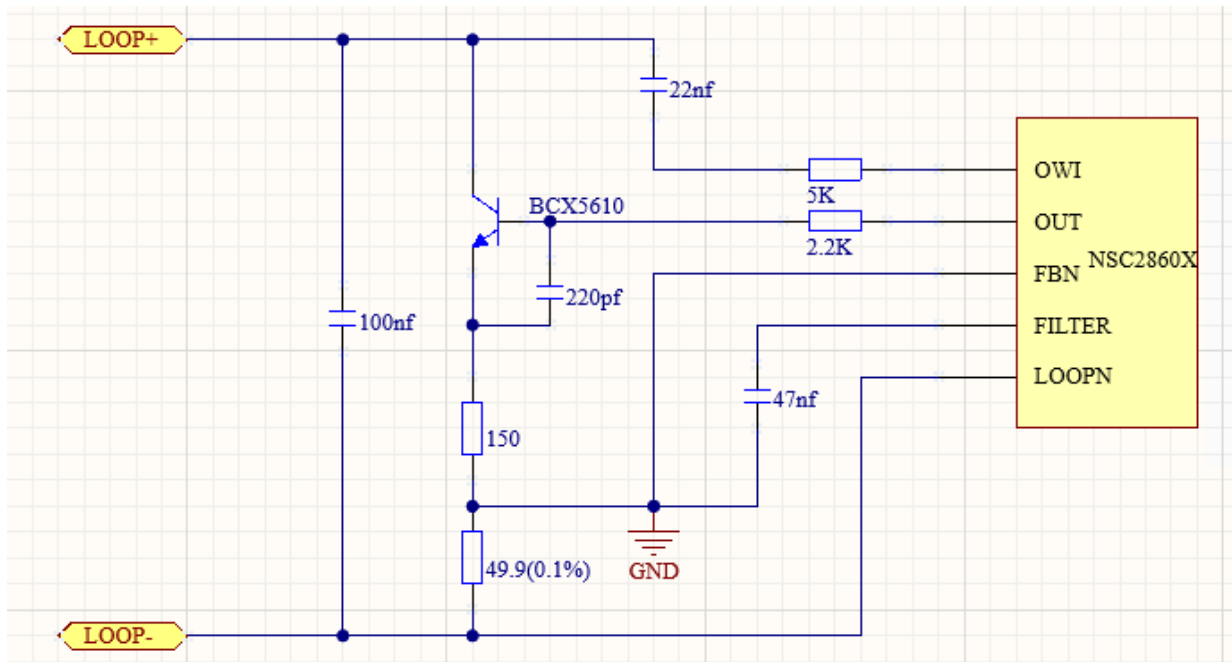 LOOP+
22nf
OWI
5K
BCX5610
OUT
2.2K
NSC2860X
FBN
220pf
100nf
FILTER
LOOPN
47nf
150
49.9(0.1%)
GND
LOOP-